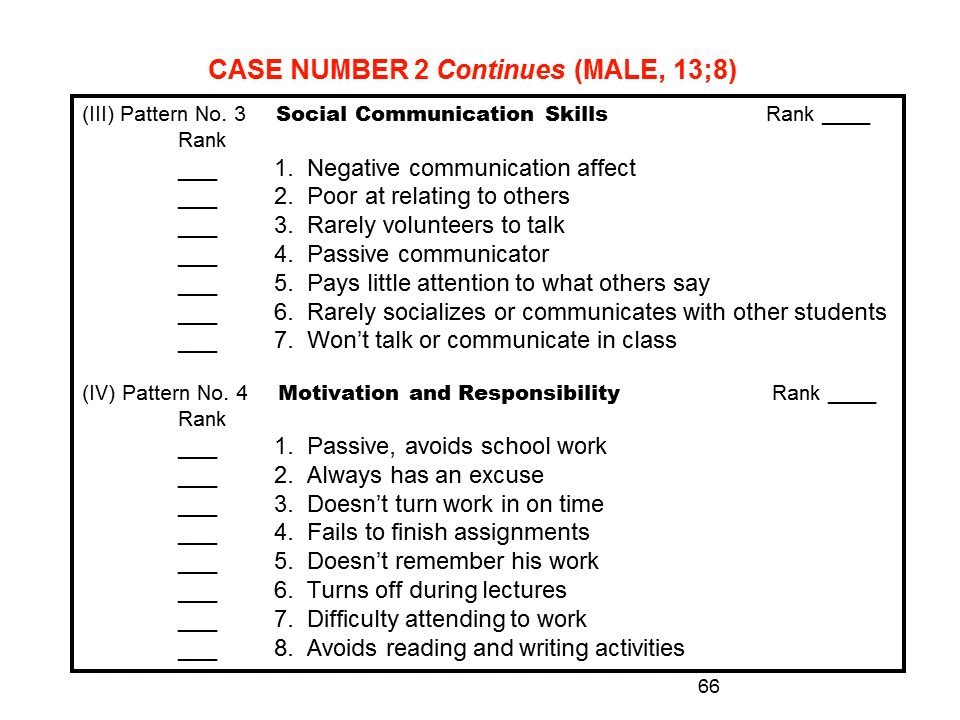 CASE NUMBER 2 Continues (MALE, 13;8)
(III) Pattern No. 3 Social Communication Skills Rank ____
Rank
___ 1. Negative communication affect
___ 2. Poor at relating to others
___ 3. Rarely volunteers to talk
___ 4. Passive communicator
___ 5. Pays little attention to what others say
___ 6. Rarely socializes or communicates with other students
___ 7. Won’t talk or communicate in class
(IV) Pattern No. 4 Motivation and Responsibility Rank ____
Rank
___ 1. Passive, avoids school work
___ 2. Always has an excuse
___ 3. Doesn’t turn work in on time
___ 4. Fails to finish assignments
___ 5. Doesn’t remember his work
___ 6. Turns off during lectures
___ 7. Difficulty attending to work
___ 8. Avoids reading and writing activities
66